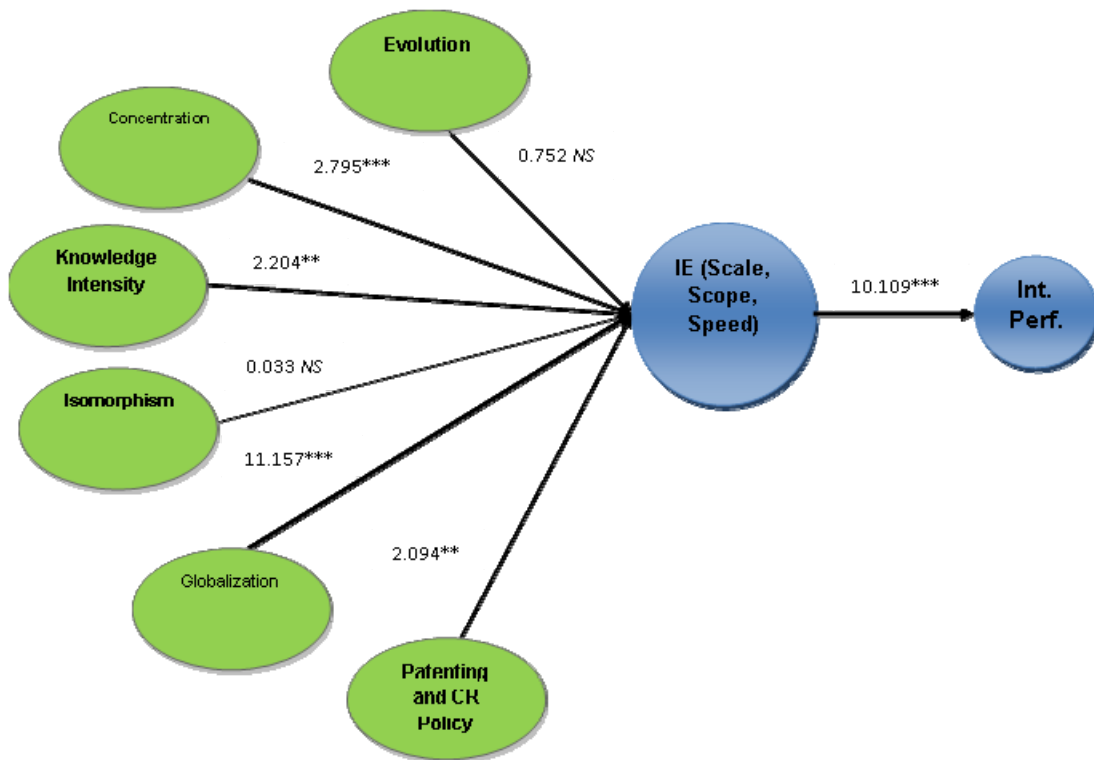 Evolution
Concentration
2.795***
0.752 NS
Knowledge
Intensity
2.204**
IE (Scale,
Scope,
Speed)
10.109***
Int.
Perf.
0.033 NS
Isomorphism
11.157***
Globalization
2.094**
Patenting
and CR
Policy